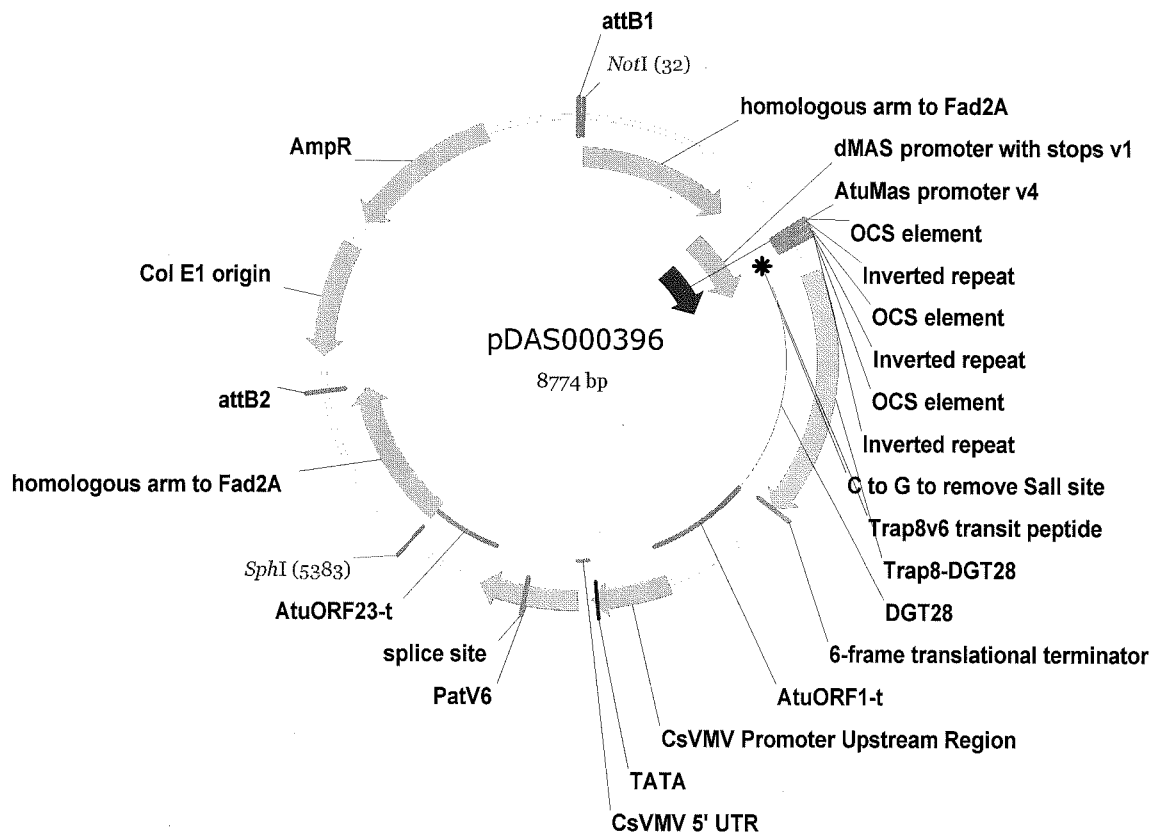 attB1
NotI (32)
homologous arm to Fad2A
dMAS promoter with stops v1
AtuMas promoter v4
OCS element
Inverted repeat
OCS element
Inverted repeat
OCS element
Inverted repeat
C to G to remove SalI site
Trap8v6 transit peptide
Trap8-DGT28
DGT28
6-frame translational terminator
AtuORF1-t
CsVMV Promoter Upstream Region
TATA
CsVMV 5' UTR
PatV6
splice site
AtuORF23-t
SphI (5383)
homologous arm to Fad2A
attB2
Col E1 origin
AmpR
pDAS000396
8774 bp